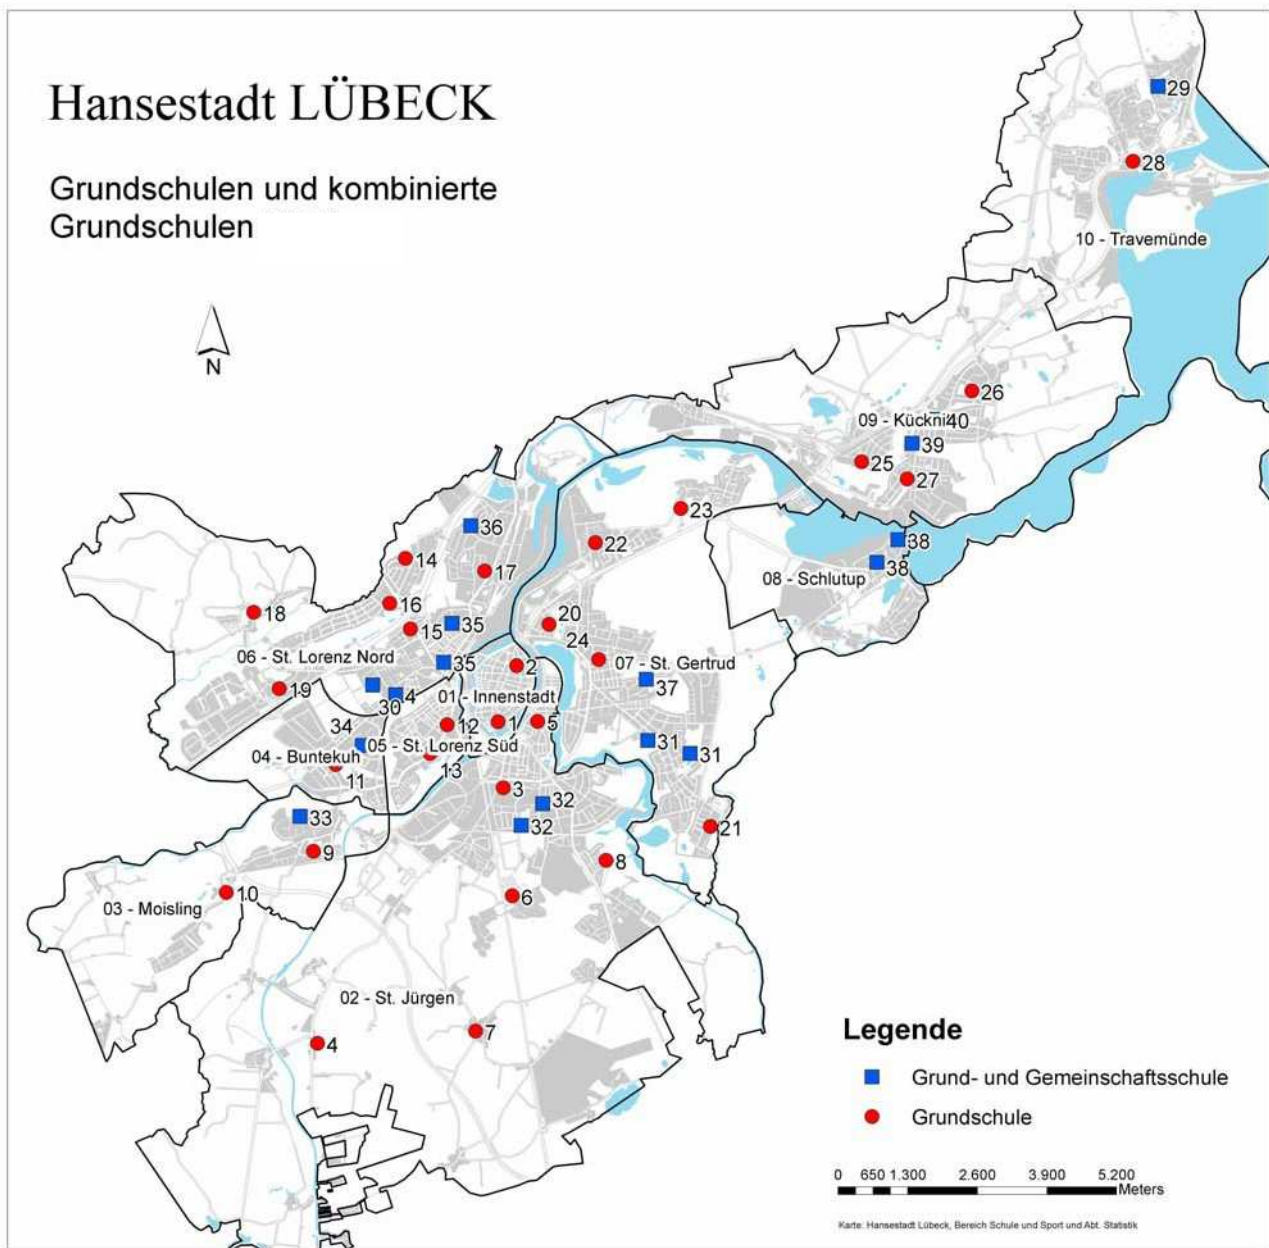 Hansestadt LÜBECK
Grundschulen und kombinierte
Grundschulen
N
29
28
10 - Travemünde
26
09 - Kückni
40
39
25
27
23
36
22
38
14
17
38
08 - Schlutup
16
18
20
35
15
24
06 - St. Lorenz Nord
35
2
07 - St. Gertrud
37
19
4
30
01 - Innenstadt
34
12
1
5
05 - St. Lorenz Süd
31
31
04 - Buntekuh
13
11
3
32
33
32
21
9
8
10
6
03 - Moisling
02 - St. Jürgen
7
4
Legende
Grund- und Gemeinschaftsschule
Grundschule
0 650 1.300 2.600 3.900 5.200
Meters
Karte: Hansestadt Lübeck, Bereich Schule und Sport und Abt. Statistik